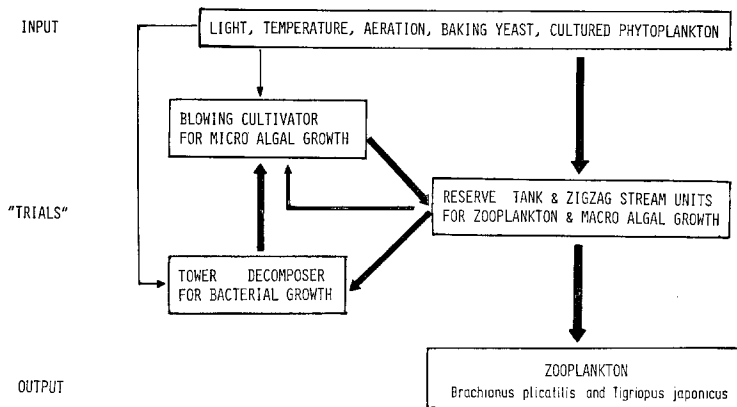 INPUT
LIGHT, TEMPERATURE, AERATION, BAKING YEAST, CULTURED PHYTOPLANKTON
BLOWING CULTIVATOR
FOR MICRO ALGAL GROWTH
"TRIALS"
RESERVE TANK & ZIGZAG STREAM UNITS
FOR ZOOPLANKTON & MACRO ALGAL GROWTH
TOWER DECOMPOSER
FOR BACTERIAL GROWTH
OUTPUT
ZOOPLANKTON
Brachionus plicatilis and Tigriopus japonicus